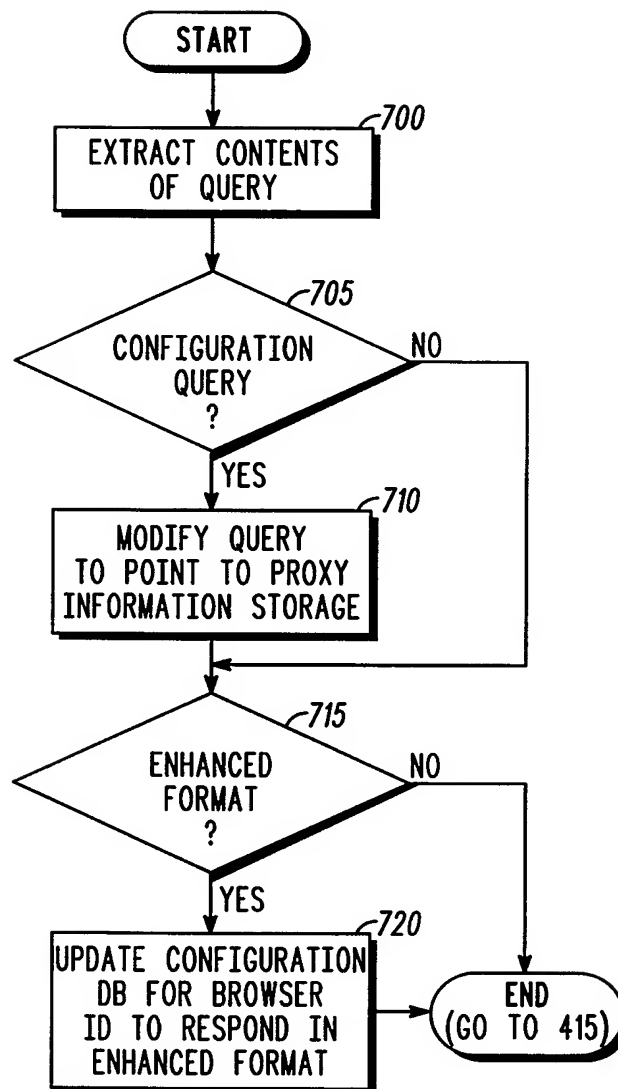 START
700
EXTRACT CONTENTS
OF QUERY
705
CONFIGURATION
QUERY
?
NO
YES
710
MODIFY QUERY
TO POINT TO PROXY
INFORMATION STORAGE
715
ENHANCED
FORMAT
?
NO
YES
720
UPDATE CONFIGURATION
DB FOR BROWSER
ID TO RESPOND IN
ENHANCED FORMAT
END
(GO TO 415)